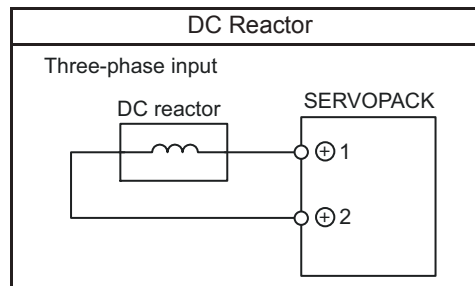 DC Reactor
Three-phase input
DC reactor
SERVOPACK
⊕ 1
⊕ 2